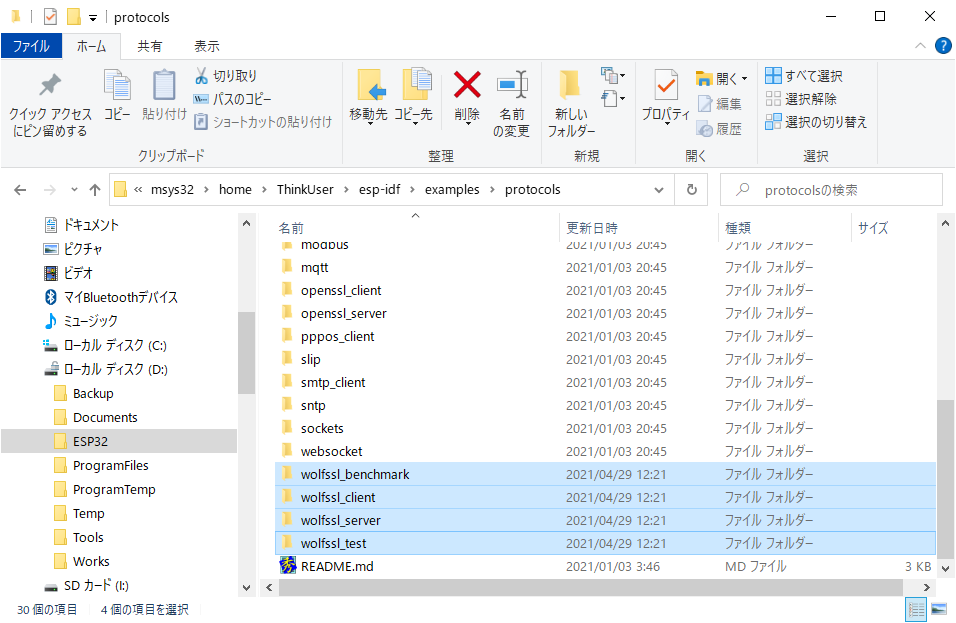 protocols
ファイル ホーム 共有 表示
クイック アクセスにピン留めする
コピー
貼り付け
切り取り
パスのコピー
ショートカットの貼り付け
クリップボード
移動先
コピー先
削除
名前の変更
整理
新しいフォルダー
新規
プロパティ
開く
編集
履歴
開く
すべて選択
選択解除
選択の切り替え
選択
« msys32 › home › ThinkUser › esp-idf › examples › protocols
protocolsの検索
ドキュメント
ピクチャ
ビデオ
マイBluetoothデバイス
ミュージック
ローカル ディスク (C:)
ローカル ディスク (D:)
Backup
Documents
ESP32
ProgramFiles
ProgramTemp
Temp
Tools
Works
SD カード (I:)
名前 更新日時 種類 サイズ
modbus 2021/01/03 20:45 ファイル フォルダー
mqtt 2021/01/03 20:45 ファイル フォルダー
openssl_client 2021/01/03 20:45 ファイル フォルダー
openssl_server 2021/01/03 20:45 ファイル フォルダー
pppos_client 2021/01/03 20:45 ファイル フォルダー
slip 2021/01/03 20:45 ファイル フォルダー
smtp_client 2021/01/03 20:45 ファイル フォルダー
sntp 2021/01/03 20:45 ファイル フォルダー
sockets 2021/01/03 20:45 ファイル フォルダー
websocket 2021/01/03 20:45 ファイル フォルダー
wolfssl_benchmark 2021/04/29 12:21 ファイル フォルダー
wolfssl_client 2021/04/29 12:21 ファイル フォルダー
wolfssl_server 2021/04/29 12:21 ファイル フォルダー
wolfssl_test 2021/04/29 12:21 ファイル フォルダー
README.md 2021/01/03 3:46 MD ファイル 3 KB
30 個の項目 4 個の項目を選択